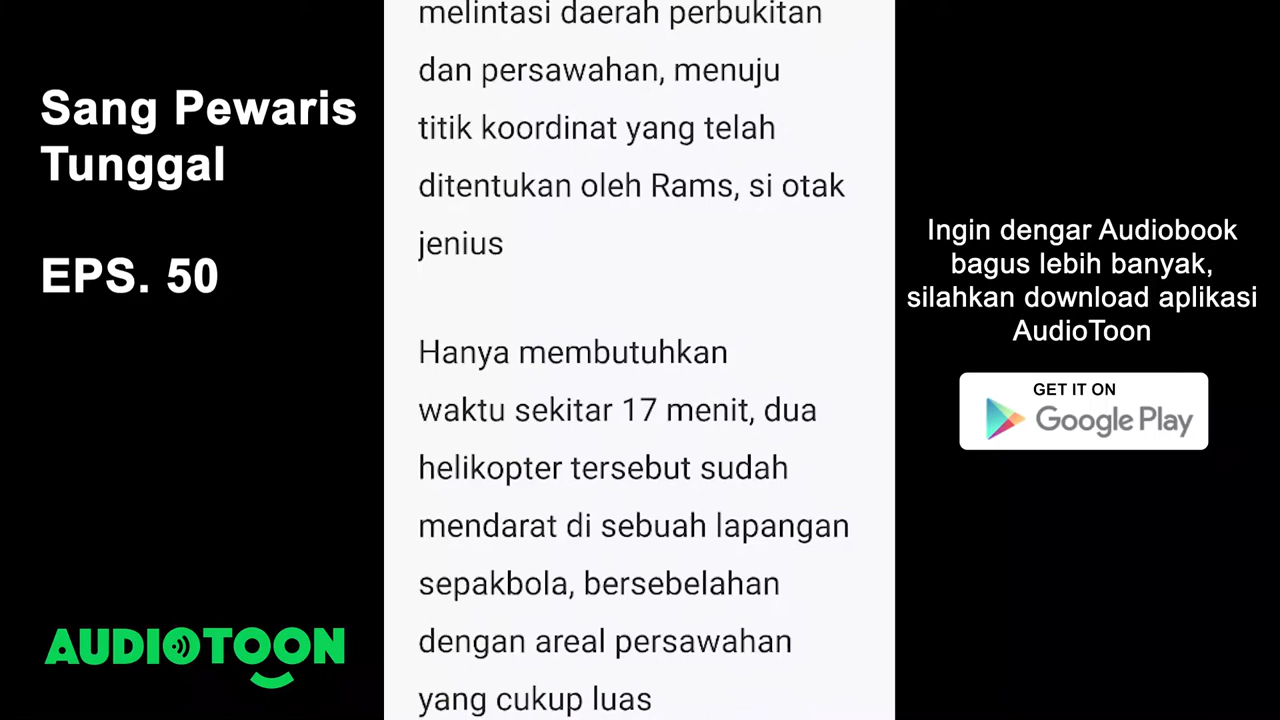 Sang Pewaris
Tunggal
EPS. 50
AUDIOTOON
melintasi daerah perbukitan
dan persawahan, menuju
titik koordinat yang telah
ditentukan oleh Rams, si otak
jenius
Hanya membutuhkan
waktu sekitar 17 menit, dua
helikopter tersebut sudah
mendarat di sebuah lapangan
sepakbola, bersebelahan
dengan areal persawahan
yang cukup luas
Ingin dengar Audiobook
bagus lebih banyak,
silahkan download aplikasi
AudioToon
GET IT ON
Google Play